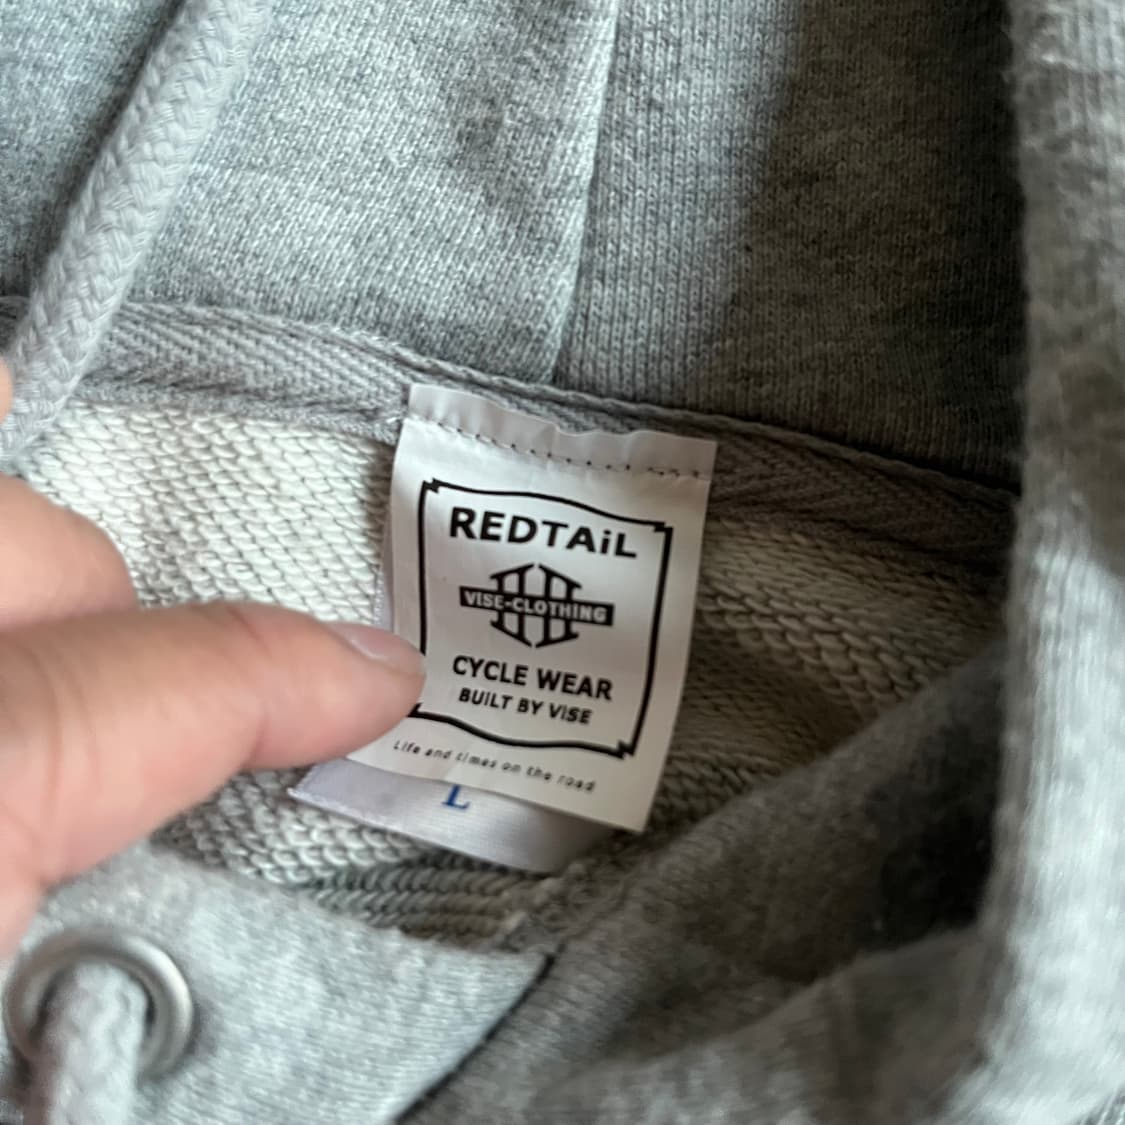 REDTAiL
VISE-CLOTHING
CYCLE WEAR
BUILT BY VISE
Life and times on the road
L